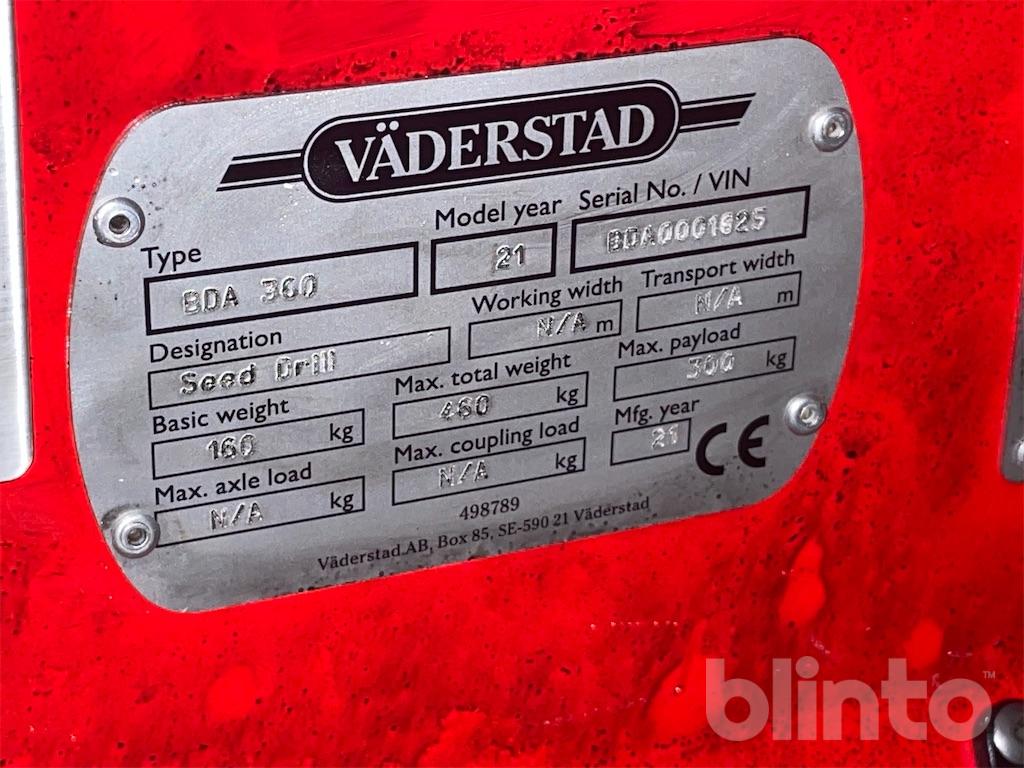 VÄDERSTAD
Type
BDA 360
Model year
21
Serial No. / VIN
BDA0001625
Designation
Seed Drill
Working width
N/A m
Transport width
N/A m
Basic weight
160 kg
Max. total weight
460 kg
Max. payload
300 kg
Max. axle load
N/A kg
Max. coupling load
N/A kg
Mfg. year
21
CE
498789
Väderstad AB, Box 85, SE-590 21 Väderstad
blinto™